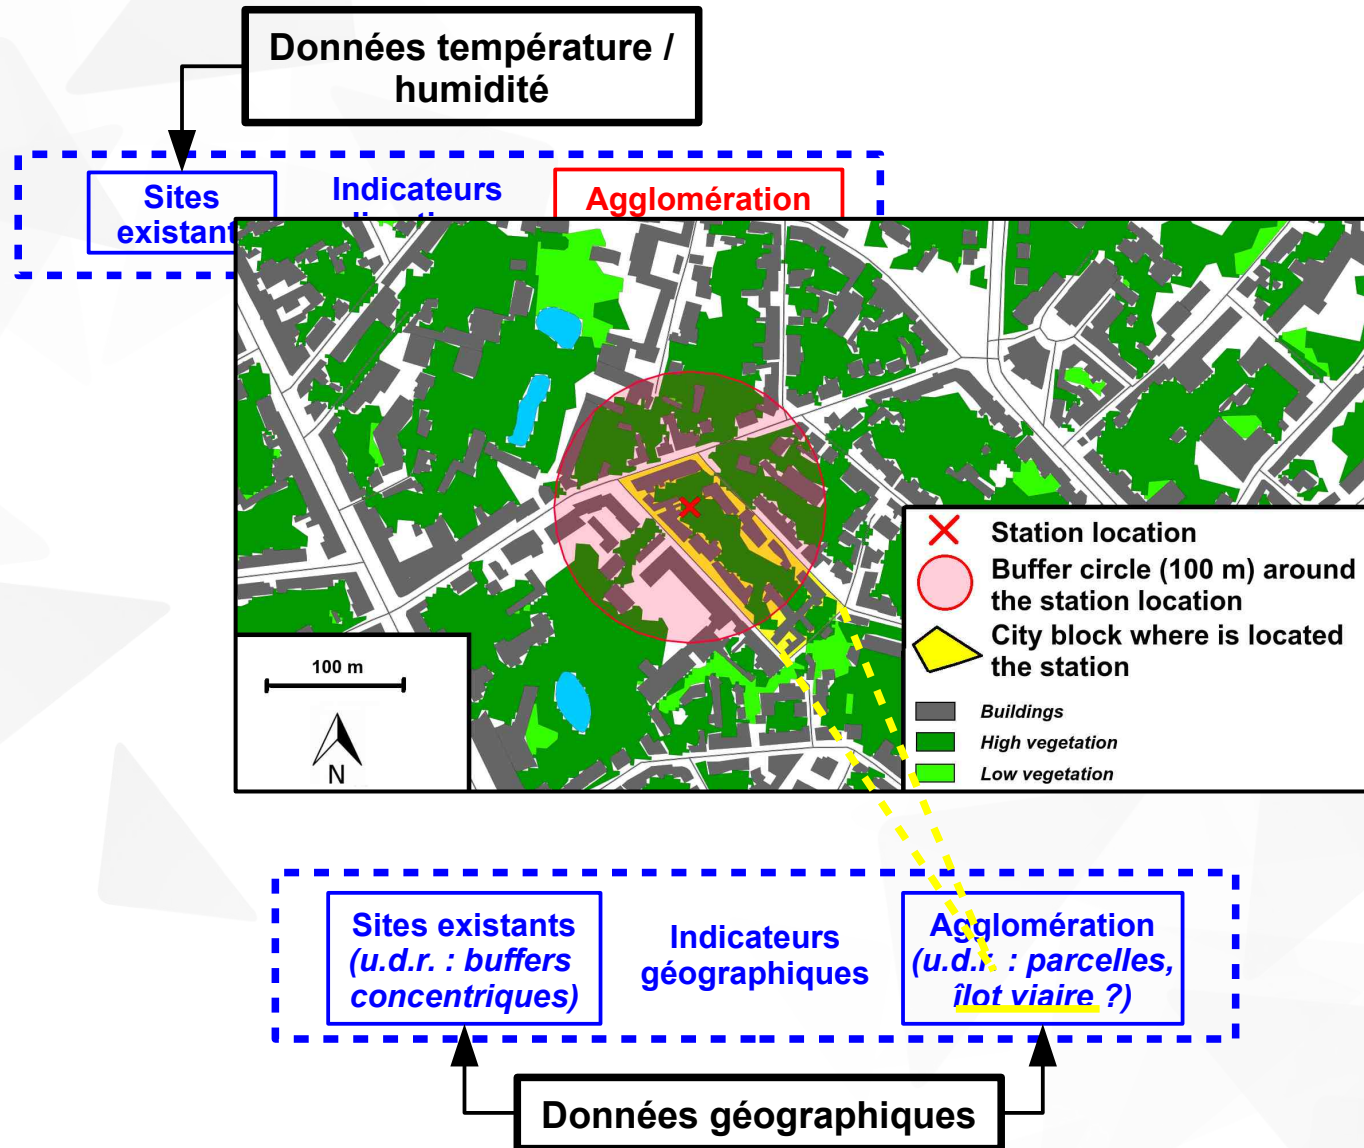 Données température /
humidité
Sites
existant
Indicateurs
Agglomération
Station location
Buffer circle (100 m) around
the station location
City block where is located
the station
Buildings
High vegetation
Low vegetation
100 m
N
Sites existants
(u.d.r. : buffers
concentriques)
Indicateurs
géographiques
Agglomération
(u.d.r. : parcelles,
îlot viaire ?)
Données géographiques